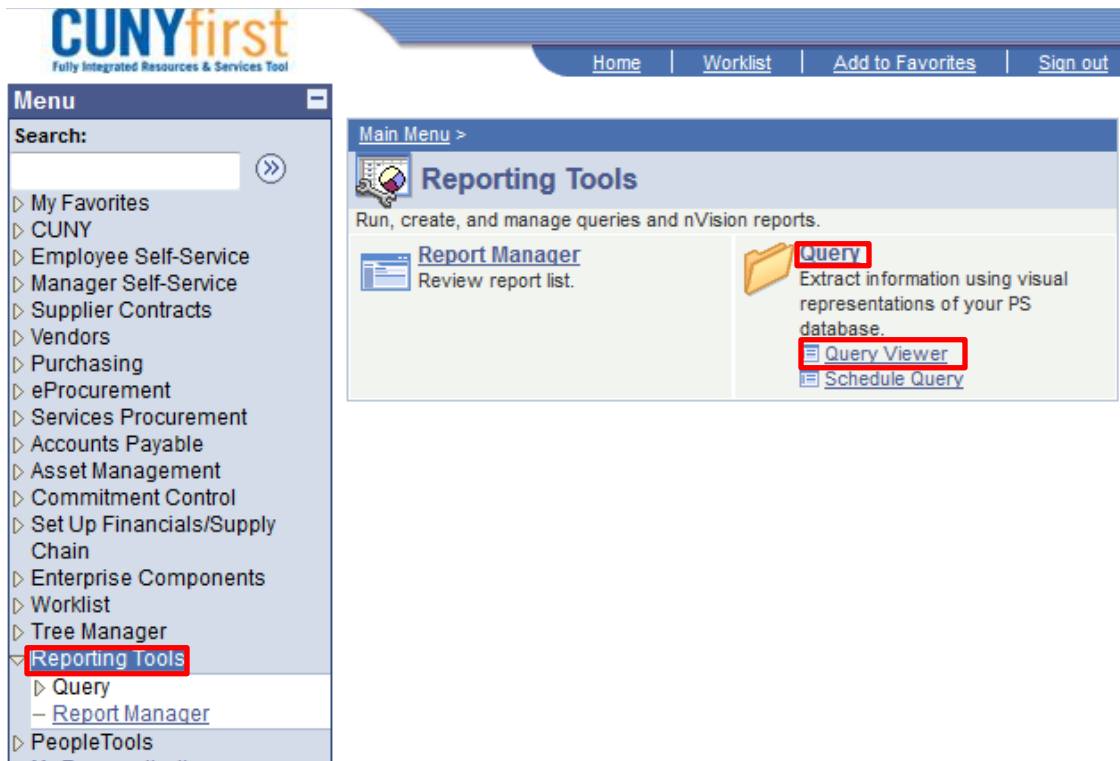 CUNYfirst
Fully Integrated Resources & Services Tool
Home | Worklist | Add to Favorites | Sign out
Menu
Search:
My Favorites
CUNY
Employee Self-Service
Manager Self-Service
Supplier Contracts
Vendors
Purchasing
eProcurement
Services Procurement
Accounts Payable
Asset Management
Commitment Control
Set Up Financials/Supply
Chain
Enterprise Components
Worklist
Tree Manager
Reporting Tools
Query
Report Manager
PeopleTools
Main Menu >
Reporting Tools
Run, create, and manage queries and nVision reports.
Report Manager
Review report list.
Query
Extract information using visual
representations of your PS
database.
Query Viewer
Schedule Query